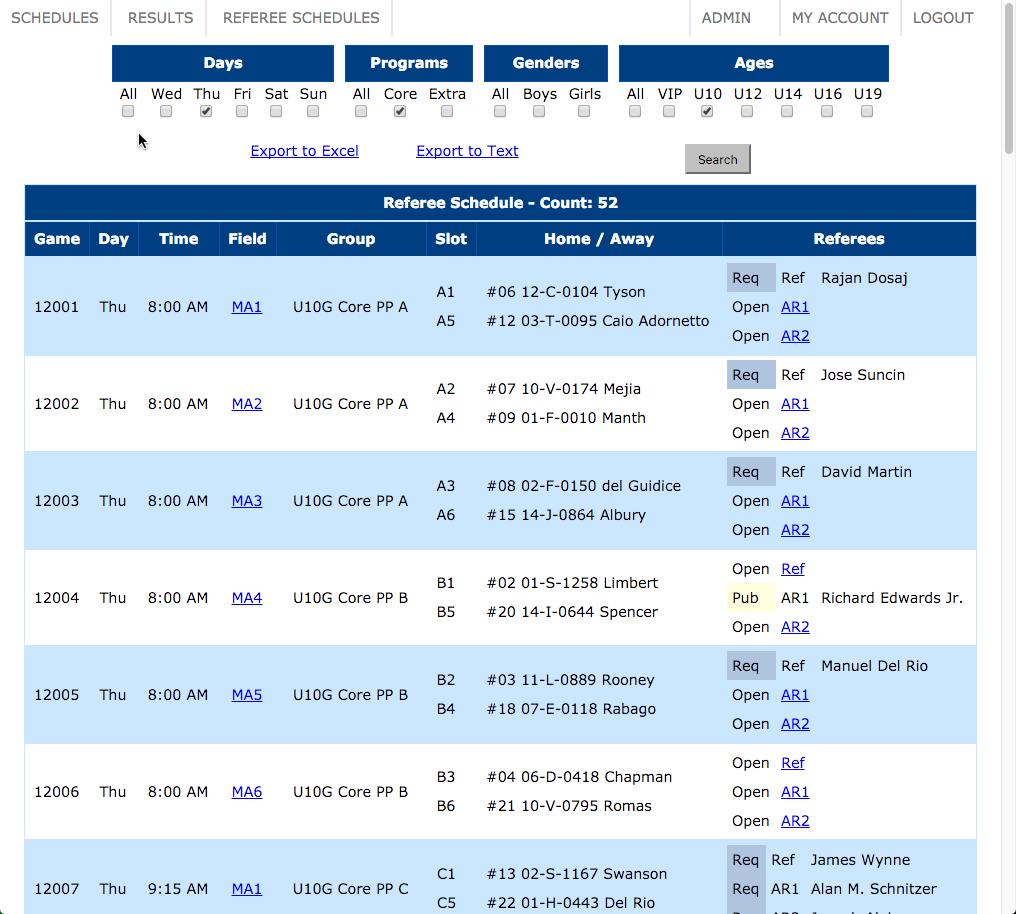 SCHEDULES RESULTS REFEREE SCHEDULES ADMIN MY ACCOUNT LOGOUT
Days Programs Genders Ages
All Wed Thu Fri Sat Sun All Core Extra All Boys Girls All VIP U10 U12 U14 U16 U19
Export to Excel Export to Text Search
Referee Schedule - Count: 52
Game Day Time Field Group Slot Home / Away Referees
12001 Thu 8:00 AM MA1 U10G Core PP A
A1 #06 12-C-0104 Tyson
A5 #12 03-T-0095 Caio Adornetto
Req Ref Rajan Dosaj
Open AR1
Open AR2
12002 Thu 8:00 AM MA2 U10G Core PP A
A2 #07 10-V-0174 Mejia
A4 #09 01-F-0010 Manth
Req Ref Jose Suncin
Open AR1
Open AR2
12003 Thu 8:00 AM MA3 U10G Core PP A
A3 #08 02-F-0150 del Guidice
A6 #15 14-J-0864 Albury
Req Ref David Martin
Open AR1
Open AR2
12004 Thu 8:00 AM MA4 U10G Core PP B
B1 #02 01-S-1258 Limbert
B5 #20 14-I-0644 Spencer
Open Ref
Pub AR1 Richard Edwards Jr.
Open AR2
12005 Thu 8:00 AM MA5 U10G Core PP B
B2 #03 11-L-0889 Rooney
B4 #18 07-E-0118 Rabago
Req Ref Manuel Del Rio
Open AR1
Open AR2
12006 Thu 8:00 AM MA6 U10G Core PP B
B3 #04 06-D-0418 Chapman
B6 #21 10-V-0795 Romas
Open Ref
Open AR1
Open AR2
12007 Thu 9:15 AM MA1 U10G Core PP C
C1 #13 02-S-1167 Swanson
C5 #22 01-H-0443 Del Rio
Req Ref James Wynne
Req AR1 Alan M. Schnitzer